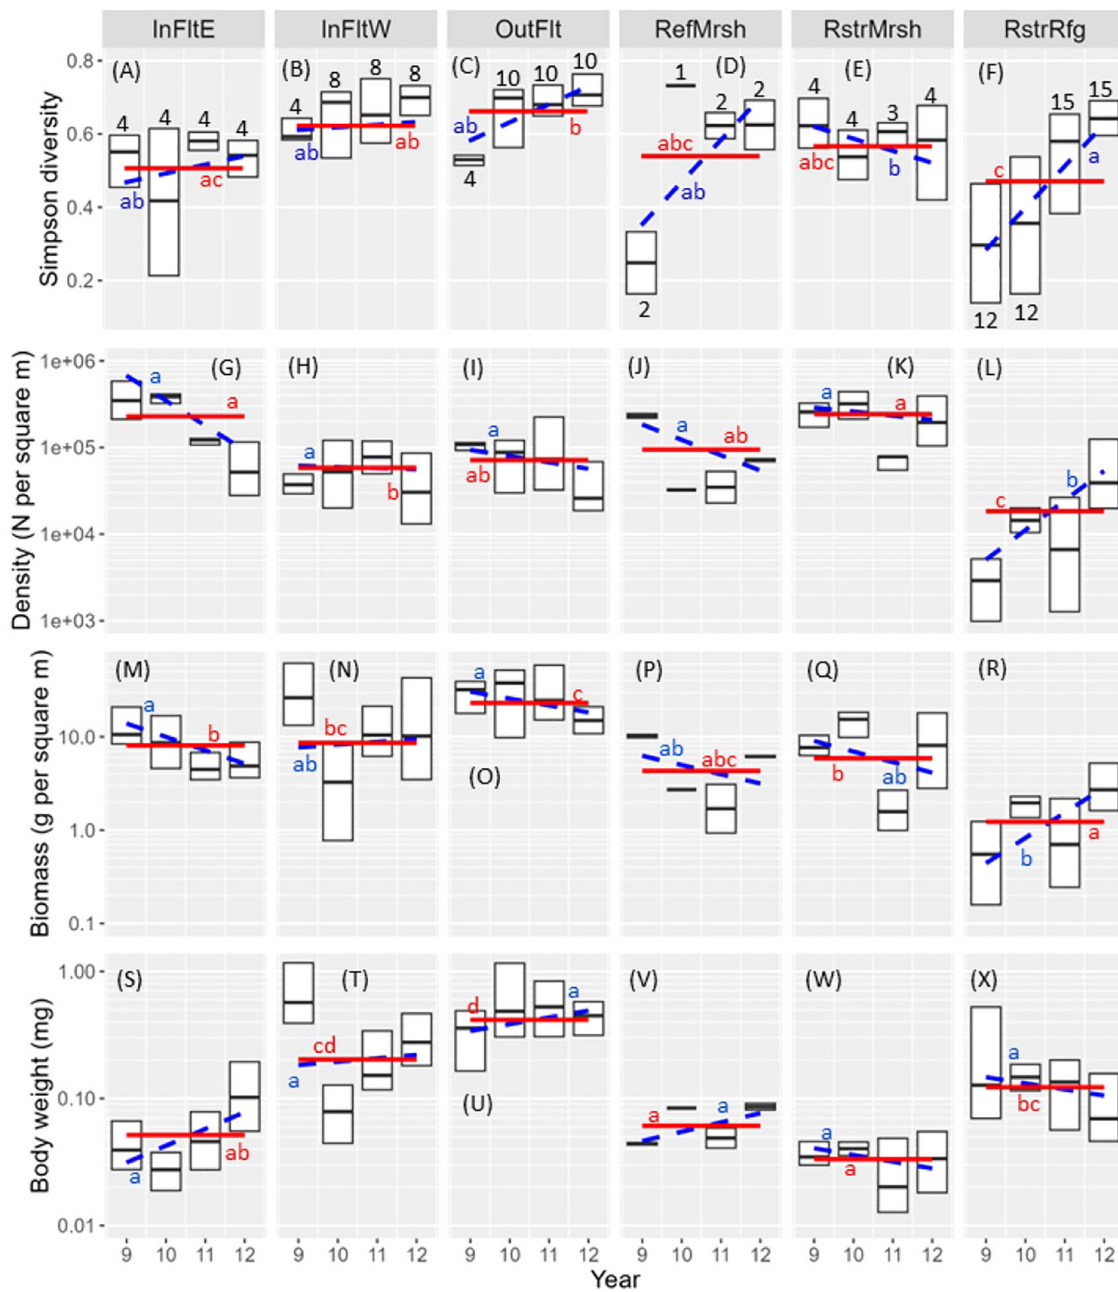 InFltE InFltW OutFlt RefMrsh RstrMrsh RstrRfg
Simpson diversity
0.8
0.6
0.4
0.2
(A) 4 4 4 4 ab ac
(B) 4 8 8 8 ab ab
(C) 4 10 10 10 ab b
(D) 2 1 2 2 abc ab
(E) 4 4 3 4 abc b
(F) 12 12 15 15 c a
Density (N per square m)
1e+06
1e+05
1e+04
1e+03
(G) a a
(H) a b
(I) a ab
(J) a ab
(K) a a
(L) c b
Biomass (g per square m)
10.0
1.0
0.1
(M) a b
(N) bc ab
(O) a c
(P) ab abc
(Q) b ab
(R) b a
Body weight (mg)
1.00
0.10
0.01
(S) a ab
(T) cd a
(U) d a
(V) a a
(W) a a
(X) a bc
9 10 11 12 9 10 11 12 9 10 11 12 9 10 11 12 9 10 11 12 9 10 11 12
Year